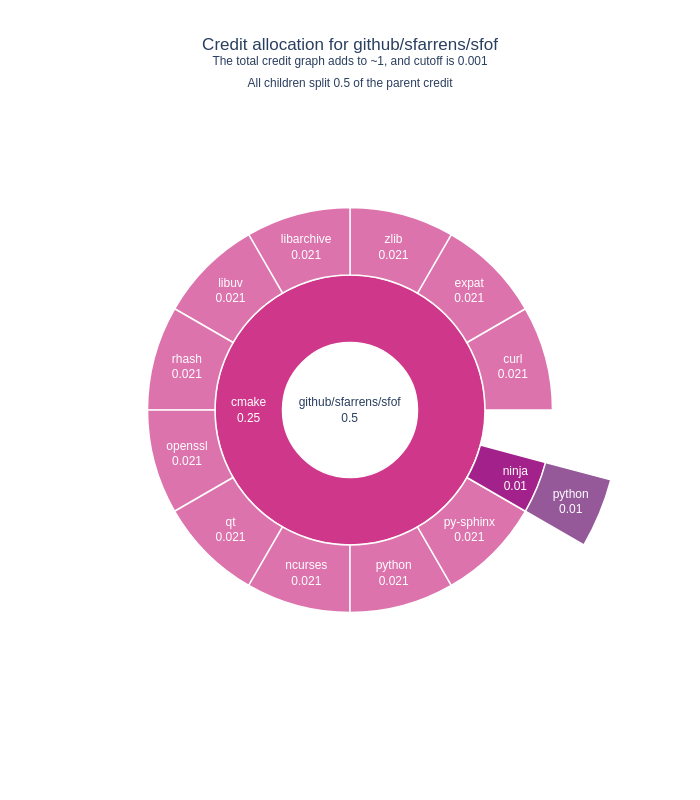 Credit allocation for github/sfarrens/sfof
The total credit graph adds to ~1, and cutoff is 0.001
All children split 0.5 of the parent credit
libarchive
0.021
zlib
0.021
libuv
0.021
expat
0.021
rhash
0.021
curl
0.021
cmake
0.25
github/sfarrens/sfof
0.5
openssl
0.021
ninja
0.01
python
0.01
qt
0.021
py-sphinx
0.021
ncurses
0.021
python
0.021